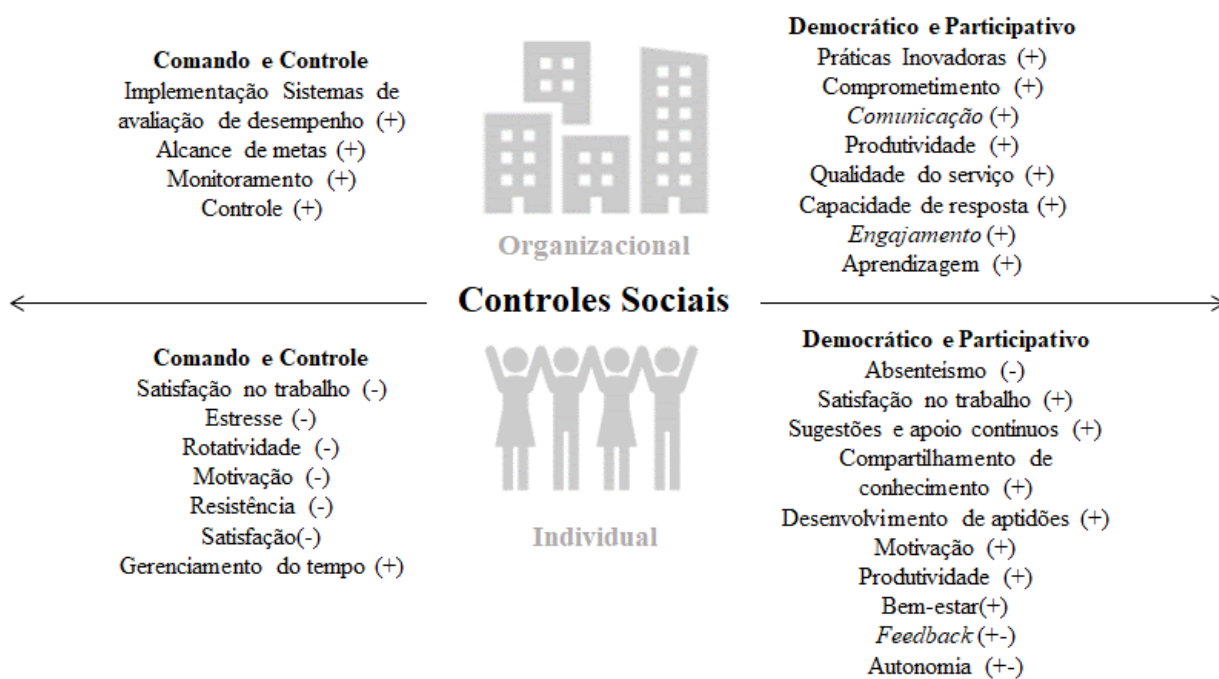 Comando e Controle
Implementação Sistemas de
avaliação de desempenho (+)
Alcance de metas (+)
Monitoramento (+)
Controle (+)
Organizacional
Democrático e Participativo
Práticas Inovadoras (+)
Comprometimento (+)
Comunicação (+)
Produtividade (+)
Qualidade do serviço (+)
Capacidade de resposta (+)
Engajamento (+)
Aprendizagem (+)
Controles Sociais
Comando e Controle
Satisfação no trabalho (-)
Estresse (-)
Rotatividade (-)
Motivação (-)
Resistência (-)
Satisfação(-)
Gerenciamento do tempo (+)
Individual
Democrático e Participativo
Absenteísmo (-)
Satisfação no trabalho (+)
Sugestões e apoio contínuos (+)
Compartilhamento de
conhecimento (+)
Desenvolvimento de aptidões (+)
Motivação (+)
Produtividade (+)
Bem-estar(+)
Feedback (+-)
Autonomia (+-)